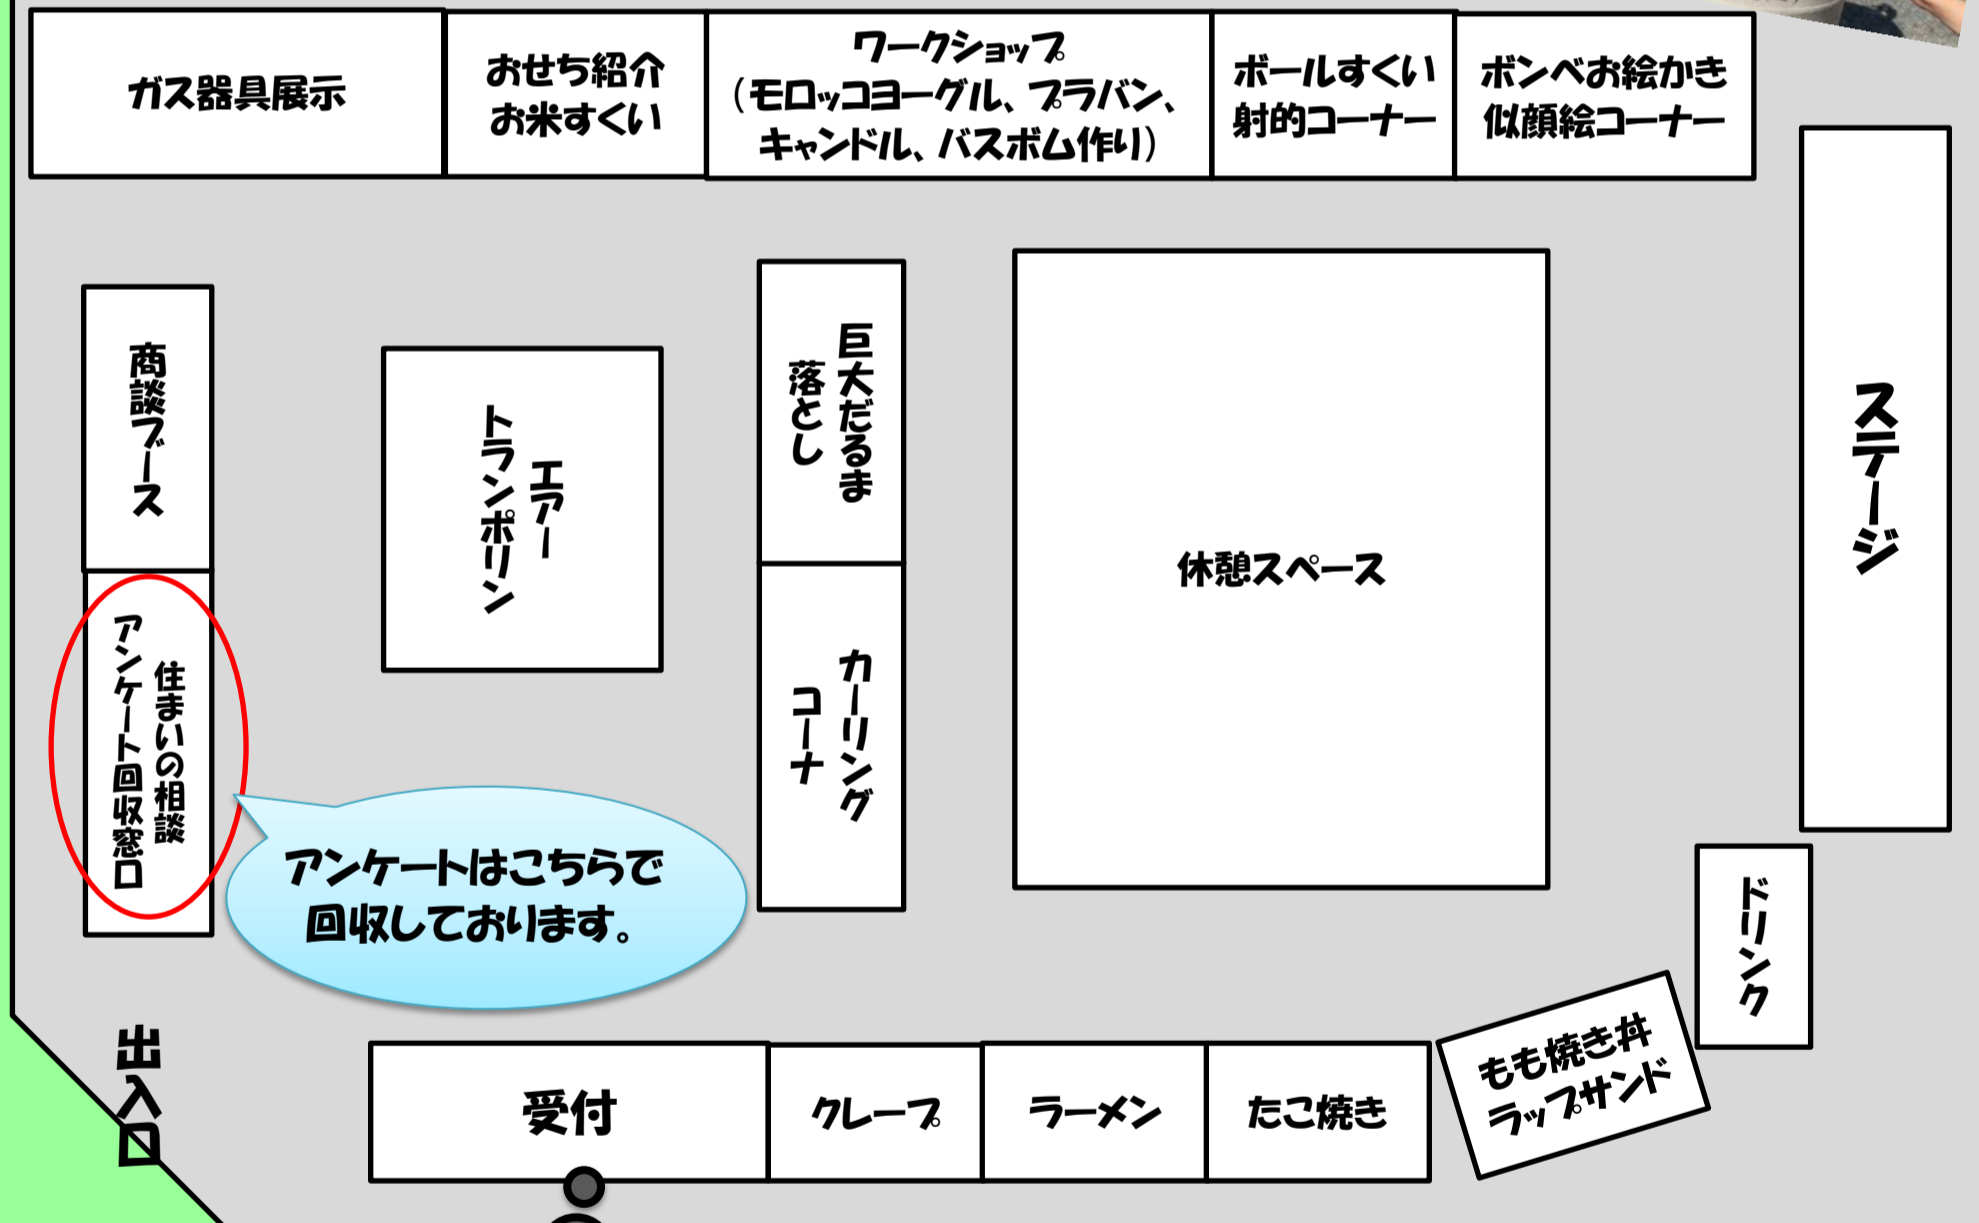 ガス器具展示
おせち紹介
お米すくい
ワークショップ
（モロッコヨーグル、プラバン、
キャンドル、バスボム作り）
ボールすくい
射的コーナー
ボンベお絵かき
似顔絵コーナー
ステージ
商談ブース
エアー
トランポリン
巨大だるま
落とし
休憩スペース
住まいの相談
アンケート回収窓口
カーリング
コーナ
アンケートはこちらで
回収しております。
ドリンク
出入口
受付
クレープ
ラーメン
たこ焼き
もも焼き丼
ラップサンド